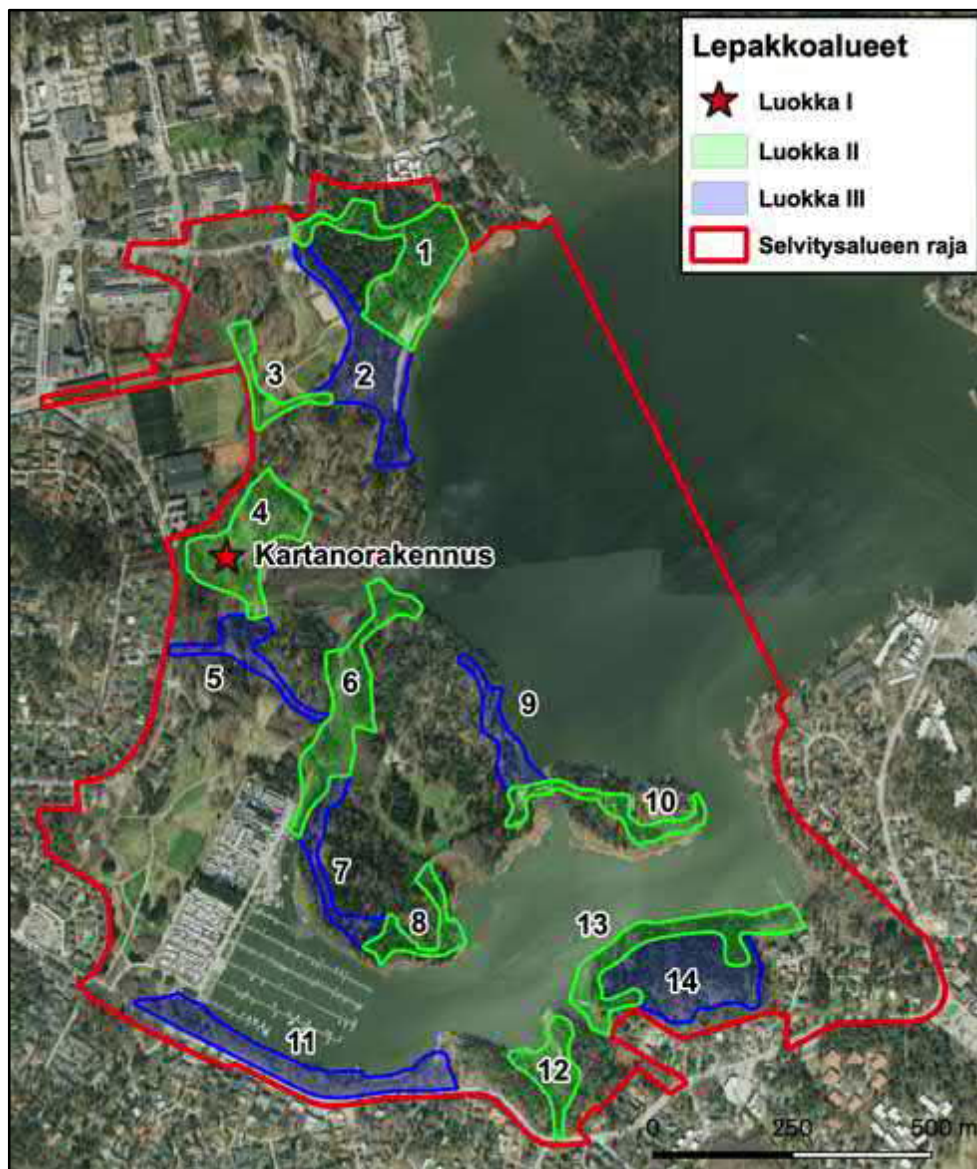 Lepakkoalueet
Luokka I
Luokka II
Luokka III
Selvitysalueen raja
1
2
3
4
Kartanorakennus
5
6
9
10
7
8
13
14
11
12
0 250 500 m